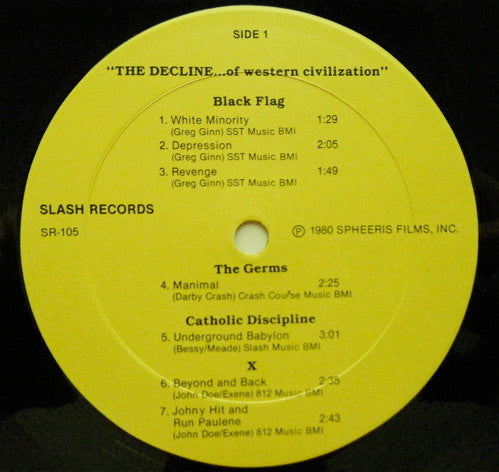 SIDE 1
"THE DECLINE...of western civilization"
Black Flag
1. White Minority 1:29
(Greg Ginn) SST Music BMI
2. Depression 2:05
(Greg Ginn) SST Music BMI
3. Revenge 1:49
(Greg Ginn) SST Music BMI
SLASH RECORDS
SR-105
Ⓟ 1980 SPHEERIS FILMS, INC.
The Germs
4. Manimal 2:25
(Darby Crash) Crash Course Music BMI
Catholic Discipline
5. Underground Babylon 3:01
(Bessy/Meade) Slash Music BMI
X
6. Beyond and Back 2:35
(John Doe/Exene) 812 Music BMI
7. Johny Hit and
Run Paulene 2:43
(John Doe/Exene) 812 Music BMI